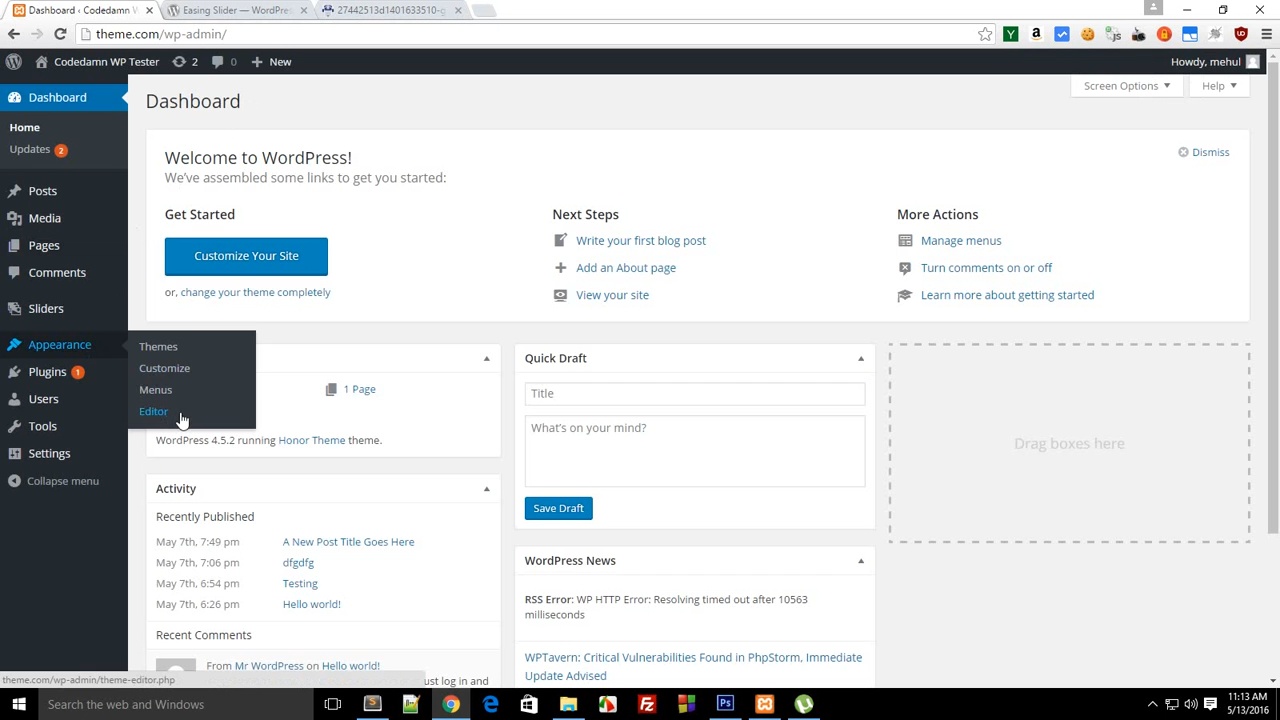 Dashboard ‹ Codedamn W
Easing Slider — WordPres
27442513d1401633510-g
theme.com/wp-admin/
Codedamn WP Tester
2
0
New
Howdy, mehul
Dashboard
Home
Updates 2
Posts
Media
Pages
Comments
Sliders
Appearance
Plugins 1
Users
Tools
Settings
Collapse menu
Themes
Customize
Menus
Editor
Dashboard
Screen Options
Help
Welcome to WordPress!
We've assembled some links to get you started:
Dismiss
Get Started
Customize Your Site
or, change your theme completely
Next Steps
Write your first blog post
Add an About page
View your site
More Actions
Manage menus
Turn comments on or off
Learn more about getting started
1 Page
WordPress 4.5.2 running Honor Theme theme.
Activity
Recently Published
May 7th, 7:49 pm A New Post Title Goes Here
May 7th, 7:06 pm dfgdfg
May 7th, 6:54 pm Testing
May 7th, 6:26 pm Hello world!
Recent Comments
From Mr WordPress on Hello world!
just log in and
Quick Draft
Title
What's on your mind?
Save Draft
WordPress News
RSS Error: WP HTTP Error: Resolving timed out after 10563
milliseconds
WPTavern: Critical Vulnerabilities Found in PhpStorm, Immediate
Update Advised
Drag boxes here
theme.com/wp-admin/theme-editor.php
Search the web and Windows
11:13 AM
5/13/2016